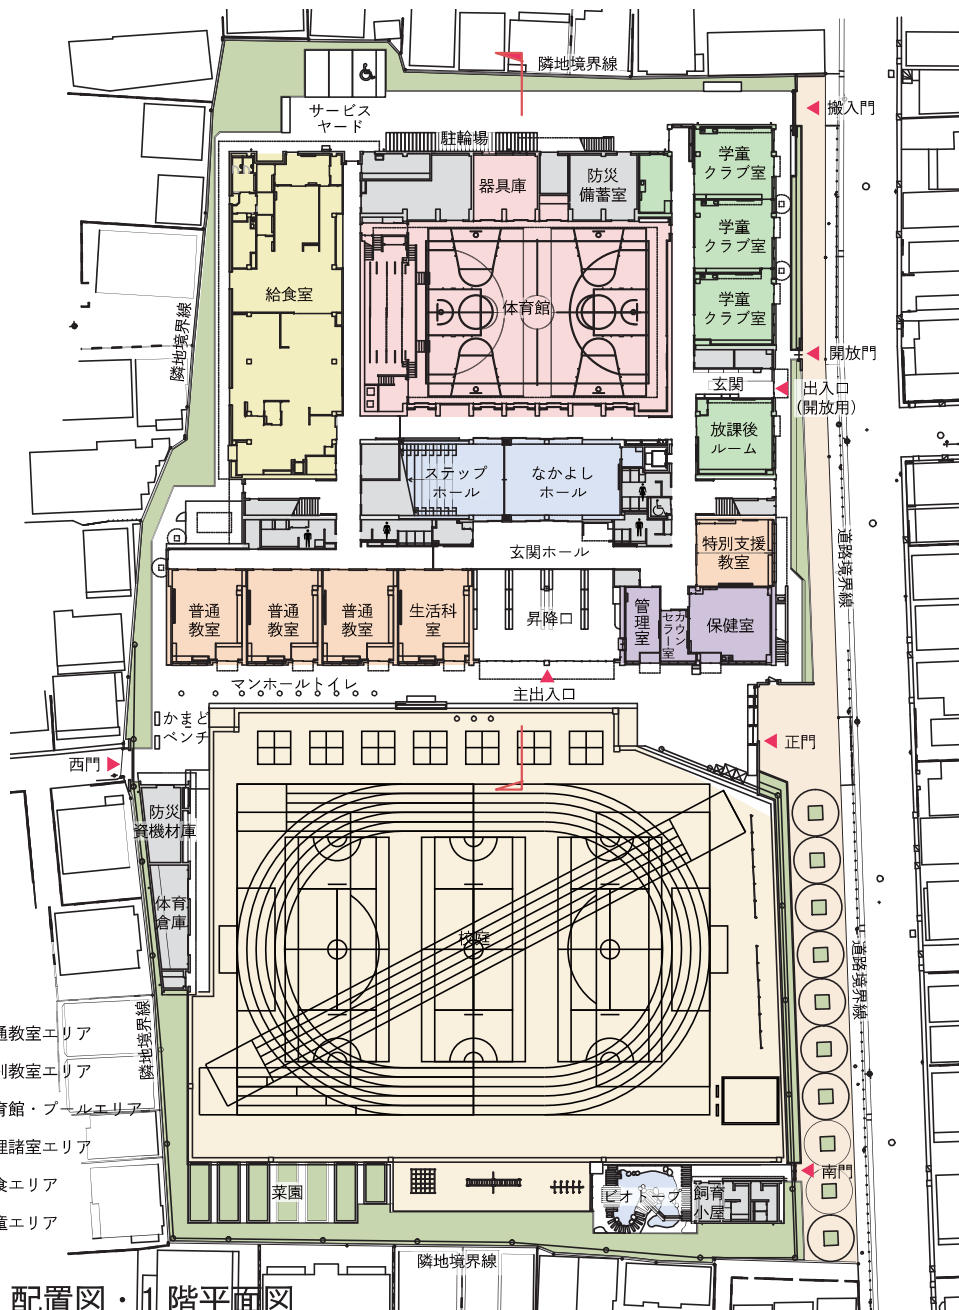 隣地境界線
搬入門
サービス
ヤード
駐輪場
学童
クラブ室
器具庫
防災
備蓄室
学童
クラブ室
給食室
体育館
学童
クラブ室
隣地境界線
開放門
玄関
出入口
(開放用)
放課後
ルーム
ステップ
ホール
なかよし
ホール
玄関ホール
特別支援
教室
道路境界線
普通
教室
普通
教室
普通
教室
生活科
室
昇降口
管理室
カウン
セラー室
保健室
マンホールトイレ
主出入口
かまど
ベンチ
正門
西門
防災
資機材庫
体育
倉庫
校庭
道路境界線
隣地境界線
通教室エリア
別教室エリア
育館・プールエリア
理諸室エリア
食エリア
童エリア
菜園
ビオトープ
飼育
小屋
南門
隣地境界線
配置図・1階平面図